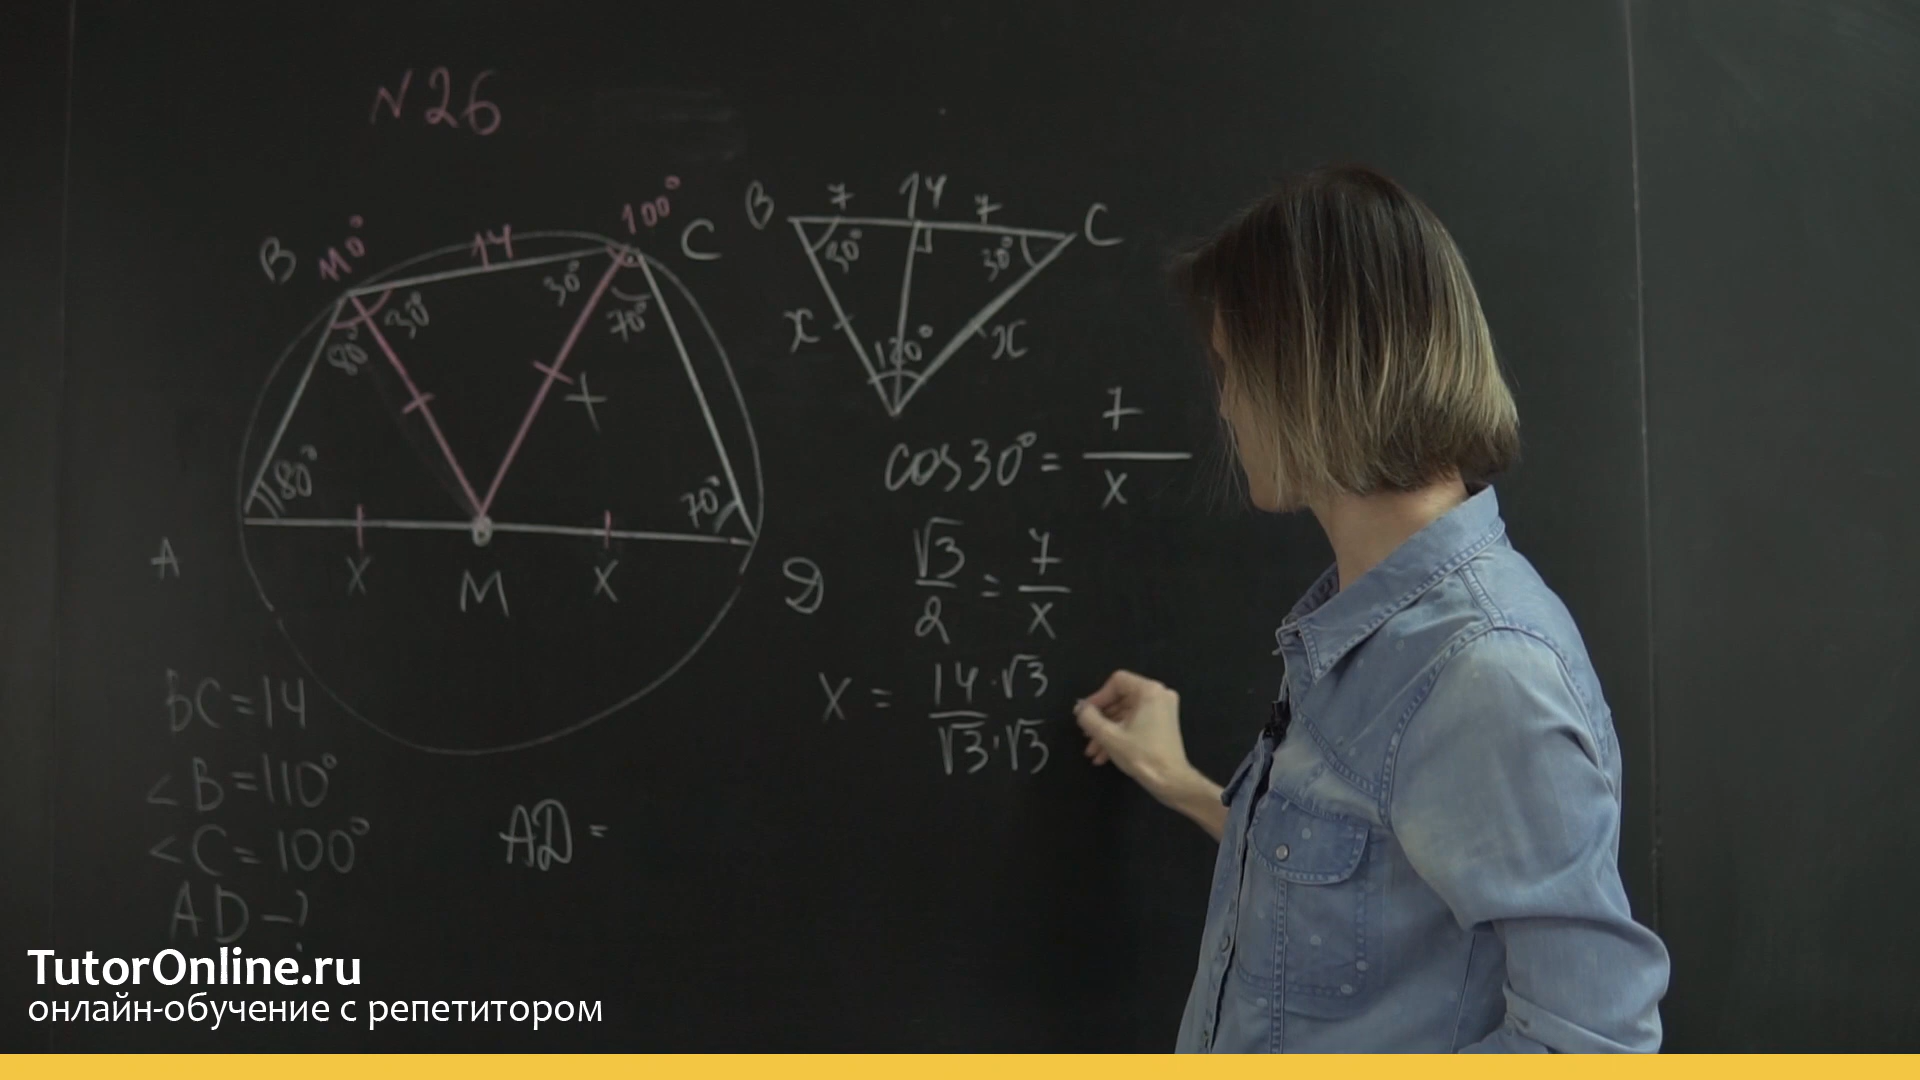 N26
B 110° 14 100° C
30° 30°
80° 70°
80° 70°
A X M X D
BC=14
<B=110°
<C=100°
AD-?
AD=
B 7 14 7 C
30° 30°
x 120° x
cos30°= 7/x
√3/2 = 7/x
x = 14·√3/√3·√3
TutorOnline.ru
онлайн-обучение с репетитором